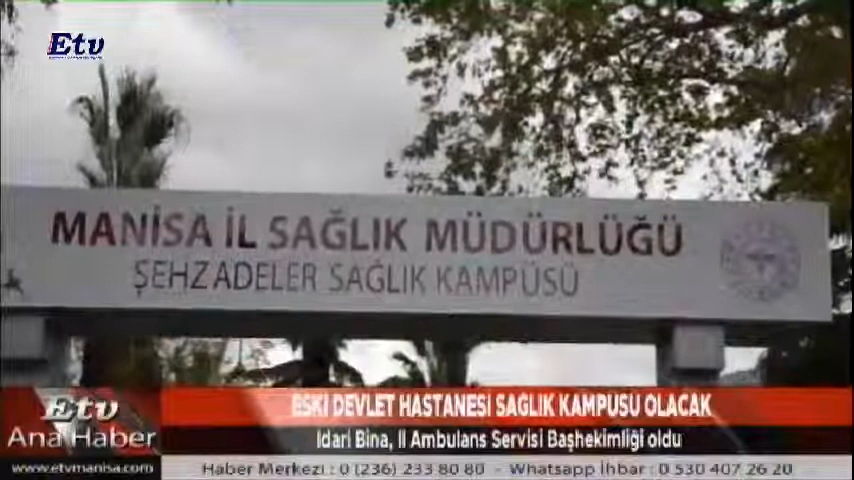 Etv
MANİSA İL SAĞLIK MÜDÜRLÜĞÜ
ŞEHZADELER SAĞLIK KAMPÜSÜ
Etv
Ana Haber
www.etvmanisa.com
ESKİ DEVLET HASTANESİ SAĞLIK KAMPÜSÜ OLACAK
İdari Bina, İl Ambulans Servisi Başhekimliği oldu
Haber Merkezi : 0 (236) 233 80 80 - Whatsapp İhbar : 0 530 407 26 20